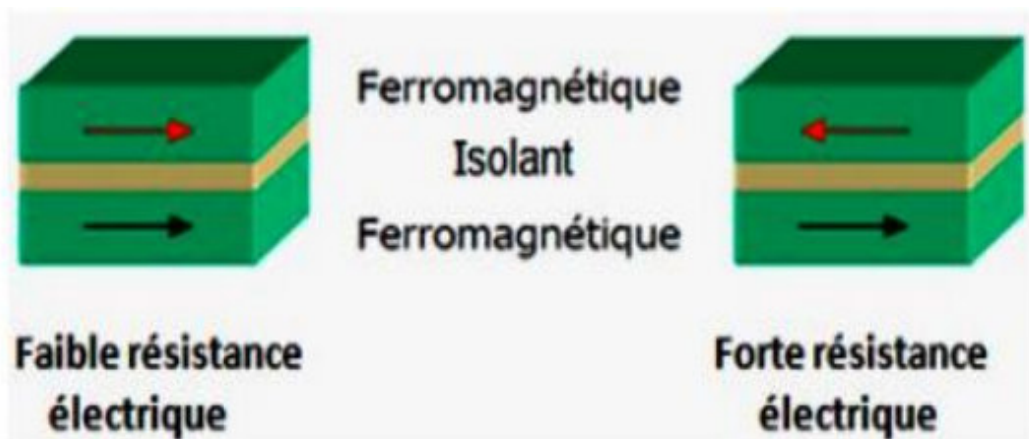 Ferromagnétique
Isolant
Ferromagnétique
Faible résistance
électrique
Forte résistance
électrique